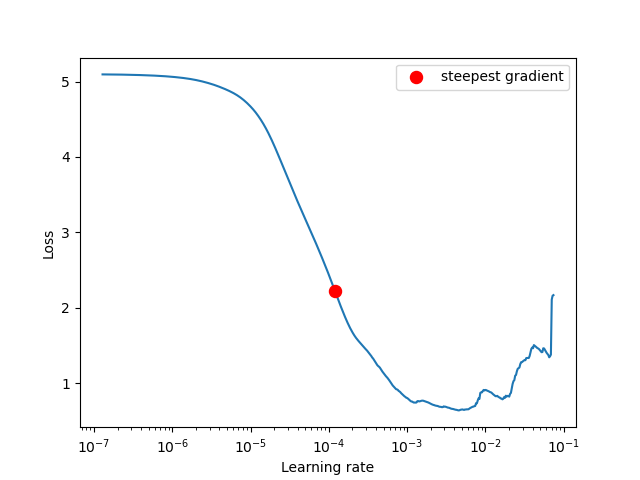 steepest gradient
5
4
3
2
1
Loss
10⁻⁷ 10⁻⁶ 10⁻⁵ 10⁻⁴ 10⁻³ 10⁻² 10⁻¹
Learning rate